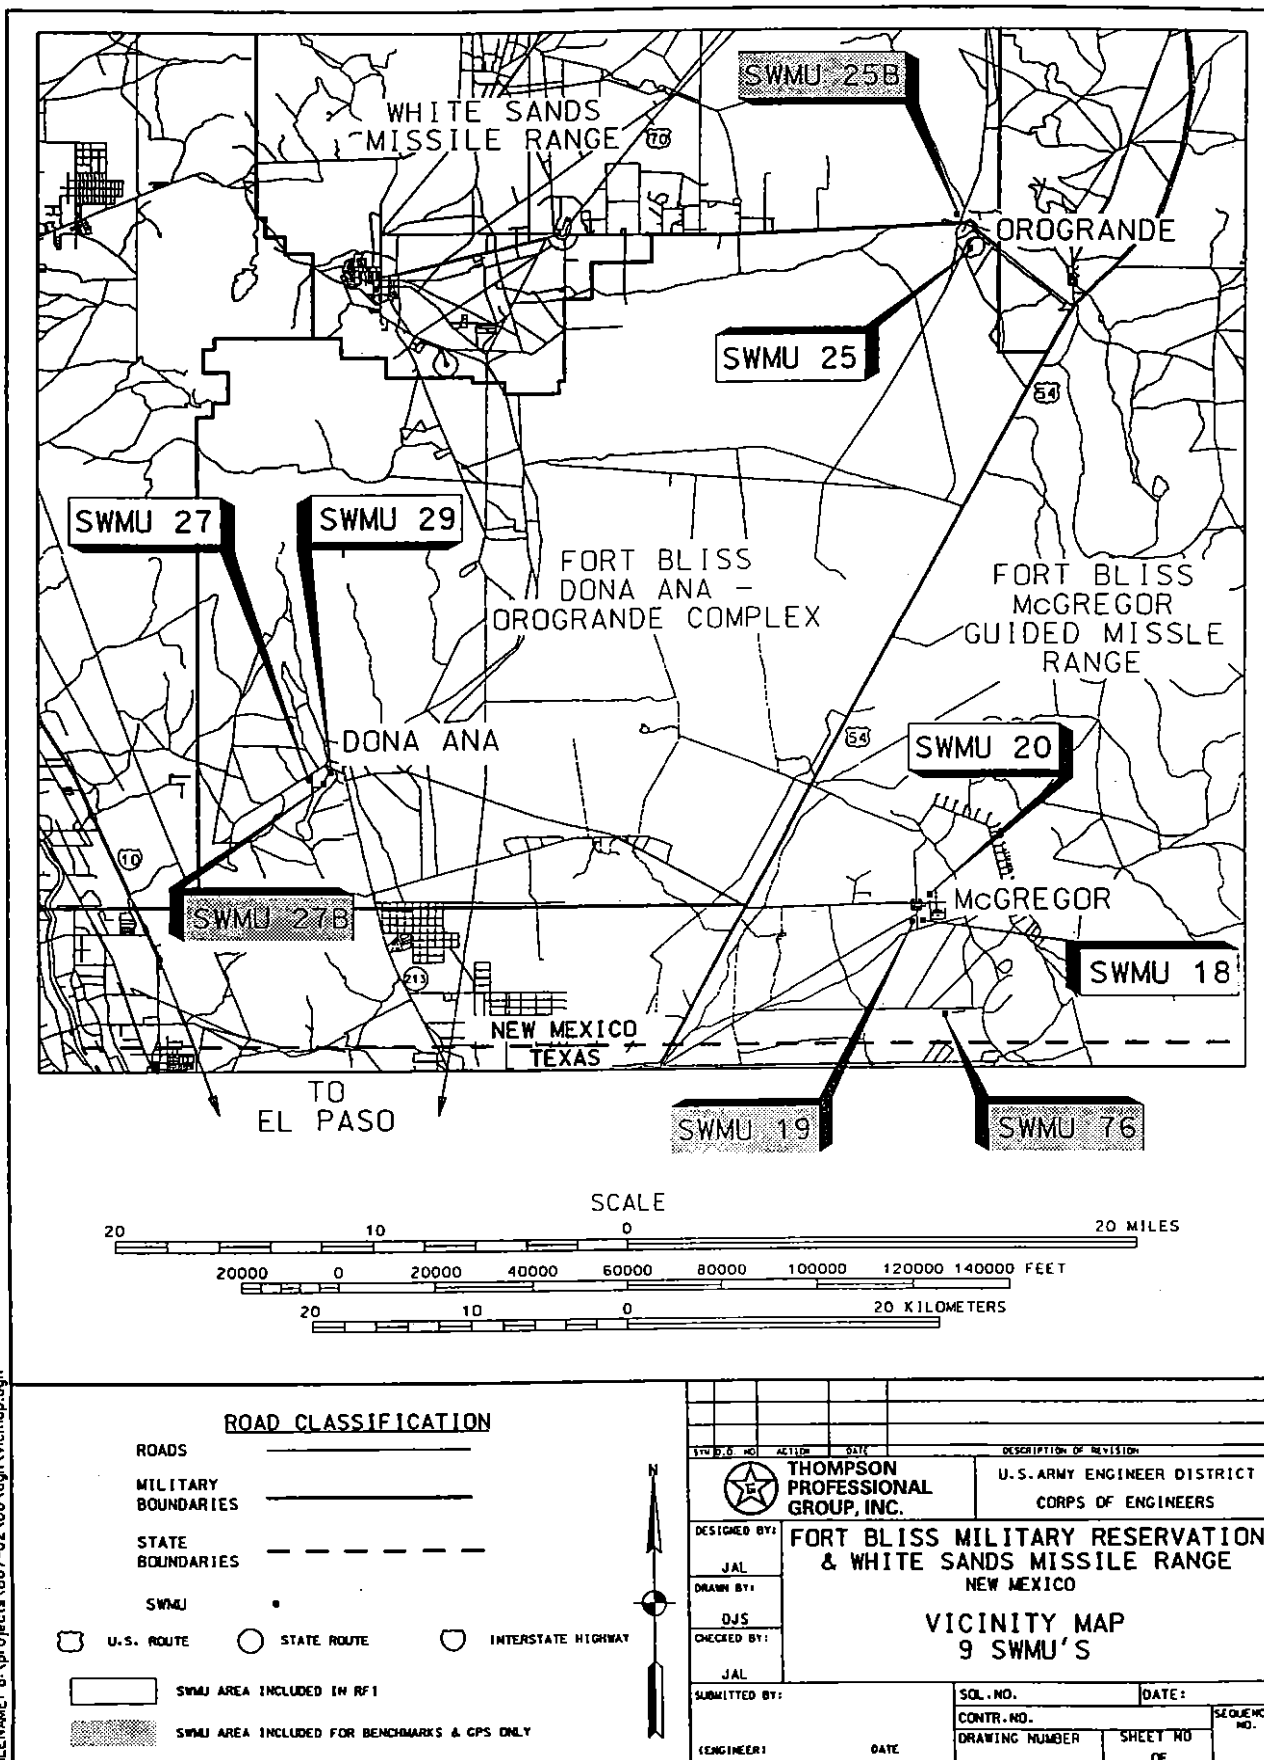 SWMU 25B
WHITE SANDS
MISSILE RANGE
70
OROGRANDE
SWMU 25
54
SWMU 27
SWMU 29
FORT BLISS
DONA ANA -
OROGRANDE COMPLEX
FORT BLISS
McGREGOR
GUIDED MISSLE
RANGE
DONA ANA
54
SWMU 20
10
SWMU 27B
McGREGOR
SWMU 18
213
NEW MEXICO
TEXAS
TO
EL PASO
SWMU 19
SWMU 76
SCALE
20 10 0 20 MILES
20000 0 20000 40000 60000 80000 100000 120000 140000 FEET
20 10 0 20 KILOMETERS
ROAD CLASSIFICATION
ROADS
MILITARY
BOUNDARIES
STATE
BOUNDARIES
SWMU
U.S. ROUTE STATE ROUTE INTERSTATE HIGHWAY
SWMU AREA INCLUDED IN RFI
SWMU AREA INCLUDED FOR BENCHMARKS & GPS ONLY
N
ACTION DATE DESCRIPTION OF REVISION
THOMPSON
PROFESSIONAL
GROUP, INC.
U.S. ARMY ENGINEER DISTRICT
CORPS OF ENGINEERS
DESIGNED BY:
JAL
DRAWN BY:
DJS
CHECKED BY:
JAL
FORT BLISS MILITARY RESERVATION
& WHITE SANDS MISSILE RANGE
NEW MEXICO
VICINITY MAP
9 SWMU'S
SUBMITTED BY:
(ENGINEER) DATE
SOL. NO. DATE:
CONTR. NO.
DRAWING NUMBER SHEET NO
OF
NO.